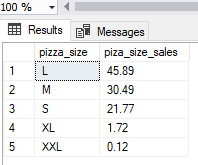 100 %
Results Messages
pizza_size piza_size_sales
1 L 45.89
2 M 30.49
3 S 21.77
4 XL 1.72
5 XXL 0.12